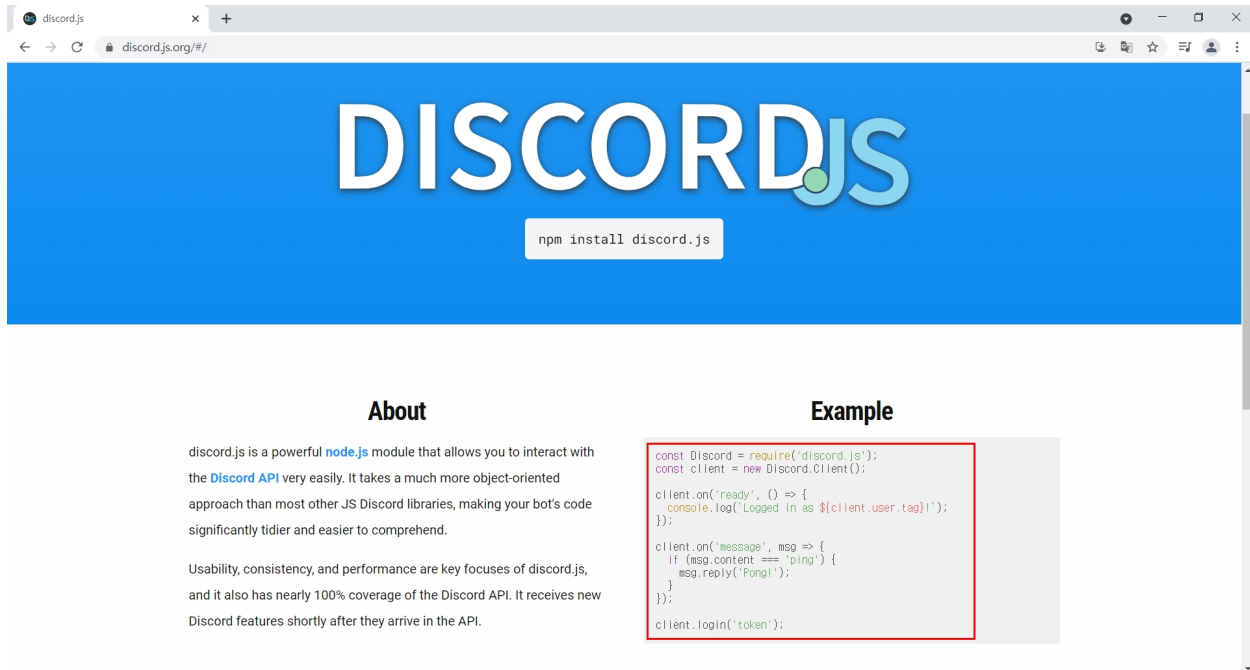 discord.js
discord.js.org/#/
DISCORD.JS
npm install discord.js
About
discord.js is a powerful node.js module that allows you to interact with
the Discord API very easily. It takes a much more object-oriented
approach than most other JS Discord libraries, making your bot's code
significantly tidier and easier to comprehend.
Usability, consistency, and performance are key focuses of discord.js,
and it also has nearly 100% coverage of the Discord API. It receives new
Discord features shortly after they arrive in the API.
Example
const Discord = require('discord.js');
const client = new Discord.Client();
client.on('ready', () => {
  console.log(`Logged in as ${client.user.tag}!`);
});
client.on('message', msg => {
  if (msg.content === 'ping') {
    msg.reply('Pong!');
  }
});
client.login('token');